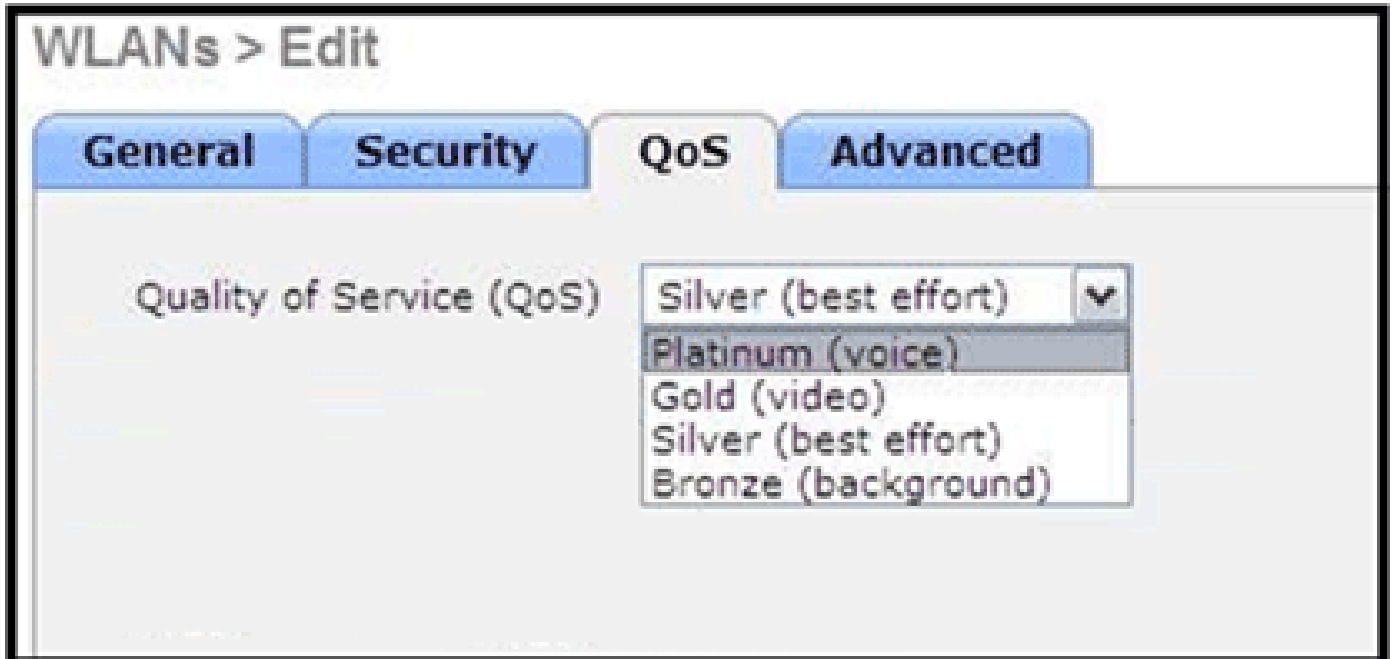 WLANs > Edit
General Security QoS Advanced
Quality of Service (QoS) Silver (best effort)
Platinum (voice)
Gold (video)
Silver (best effort)
Bronze (background)